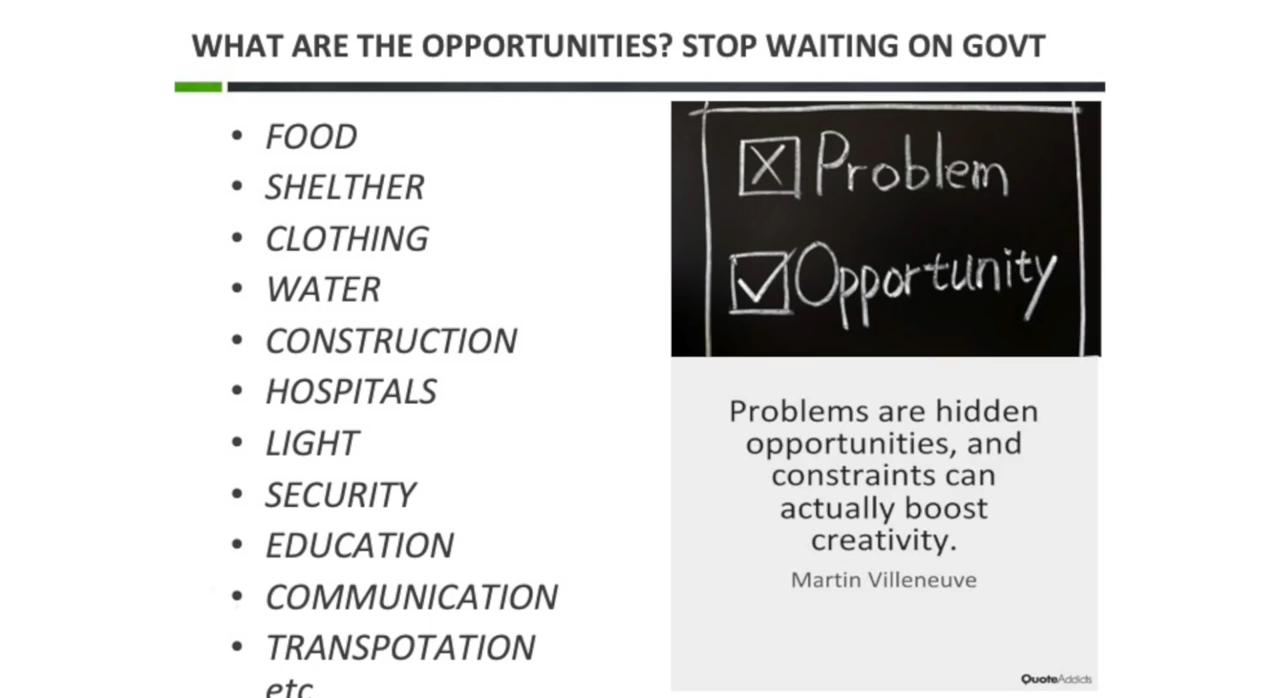 WHAT ARE THE OPPORTUNITIES? STOP WAITING ON GOVT
• FOOD
• SHELTHER
• CLOTHING
• WATER
• CONSTRUCTION
• HOSPITALS
• LIGHT
• SECURITY
• EDUCATION
• COMMUNICATION
• TRANSPOTATION
etc
X Problem
✓ Opportunity
Problems are hidden
opportunities, and
constraints can
actually boost
creativity.
Martin Villeneuve
QuoteAddicts